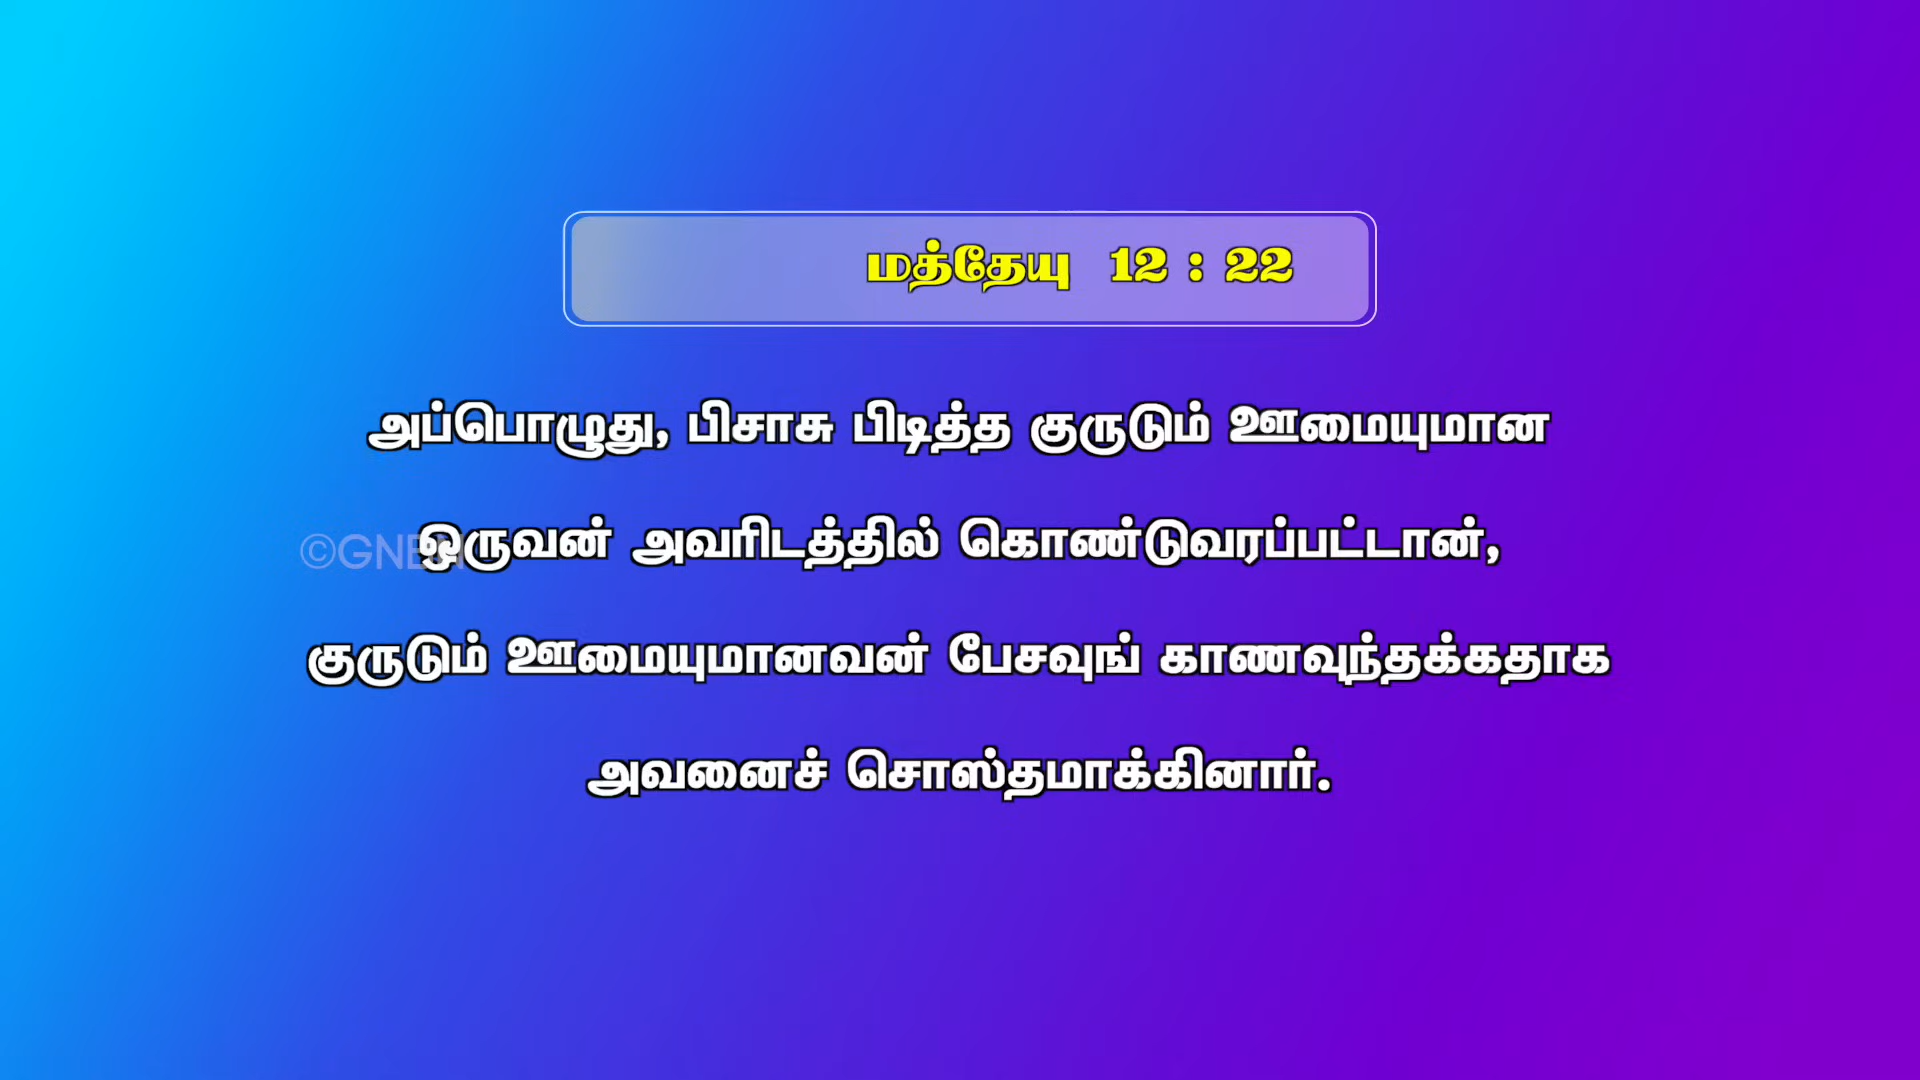 மத்தேயு 12 : 22
அப்பொழுது, பிசாசு பிடித்த குருடும் ஊமையுமான
ஒருவன் அவரிடத்தில் கொண்டுவரப்பட்டான்,
குருடும் ஊமையுமானவன் பேசவுங் காணவுந்தக்கதாக
அவனைச் சொஸ்தமாக்கினார்.